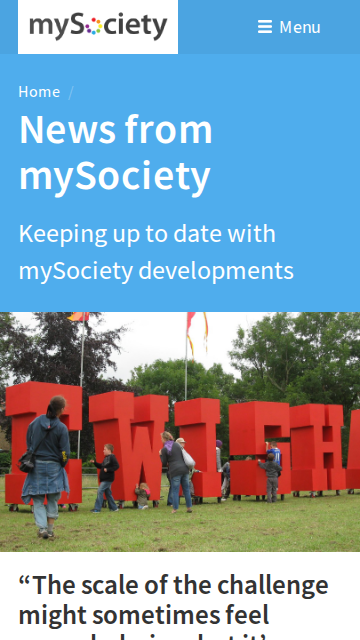 mySociety
Menu
Home /
News from
mySociety
Keeping up to date with
mySociety developments
I WISH
“The scale of the challenge
might sometimes feel